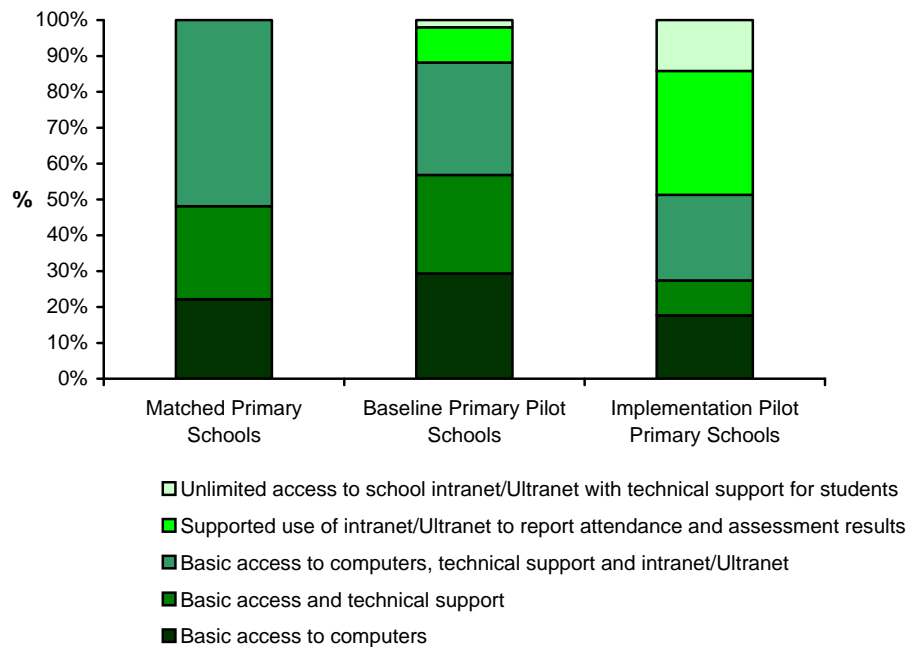 100%
90%
80%
70%
60%
50%
40%
30%
20%
10%
0%
%
Matched Primary
Schools
Baseline Primary Pilot
Schools
Implementation Pilot
Primary Schools
Unlimited access to school intranet/Ultranet with technical support for students
Supported use of intranet/Ultranet to report attendance and assessment results
Basic access to computers, technical support and intranet/Ultranet
Basic access and technical support
Basic access to computers